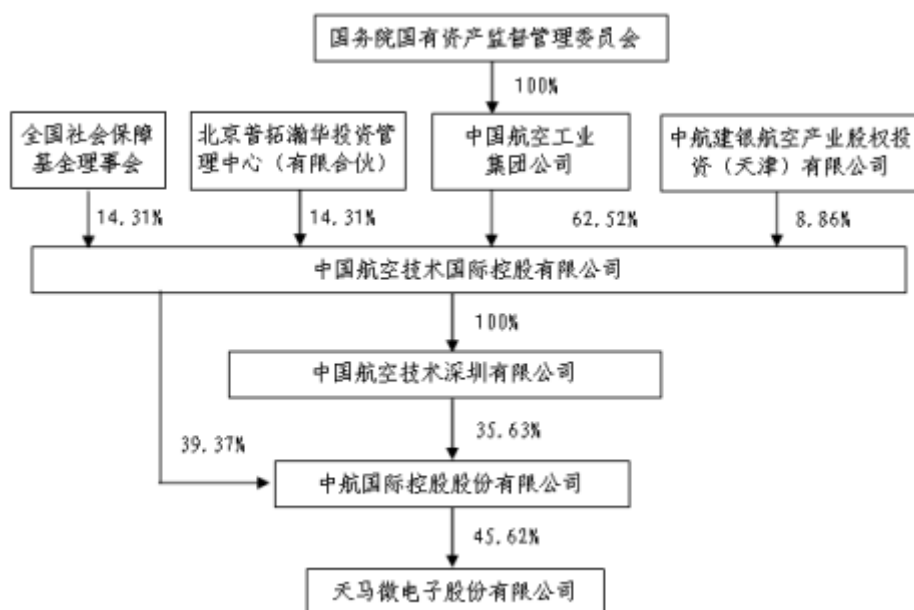 国务院国有资产监督管理委员会
100%
全国社会保障
基金理事会
北京普拓瀚华投资管
理中心（有限合伙）
中国航空工业
集团公司
中航建银航空产业股权投
资（天津）有限公司
14.31%
14.31%
62.52%
8.86%
中国航空技术国际控股有限公司
100%
中国航空技术深圳有限公司
39.37%
35.63%
中航国际控股股份有限公司
45.62%
天马微电子股份有限公司